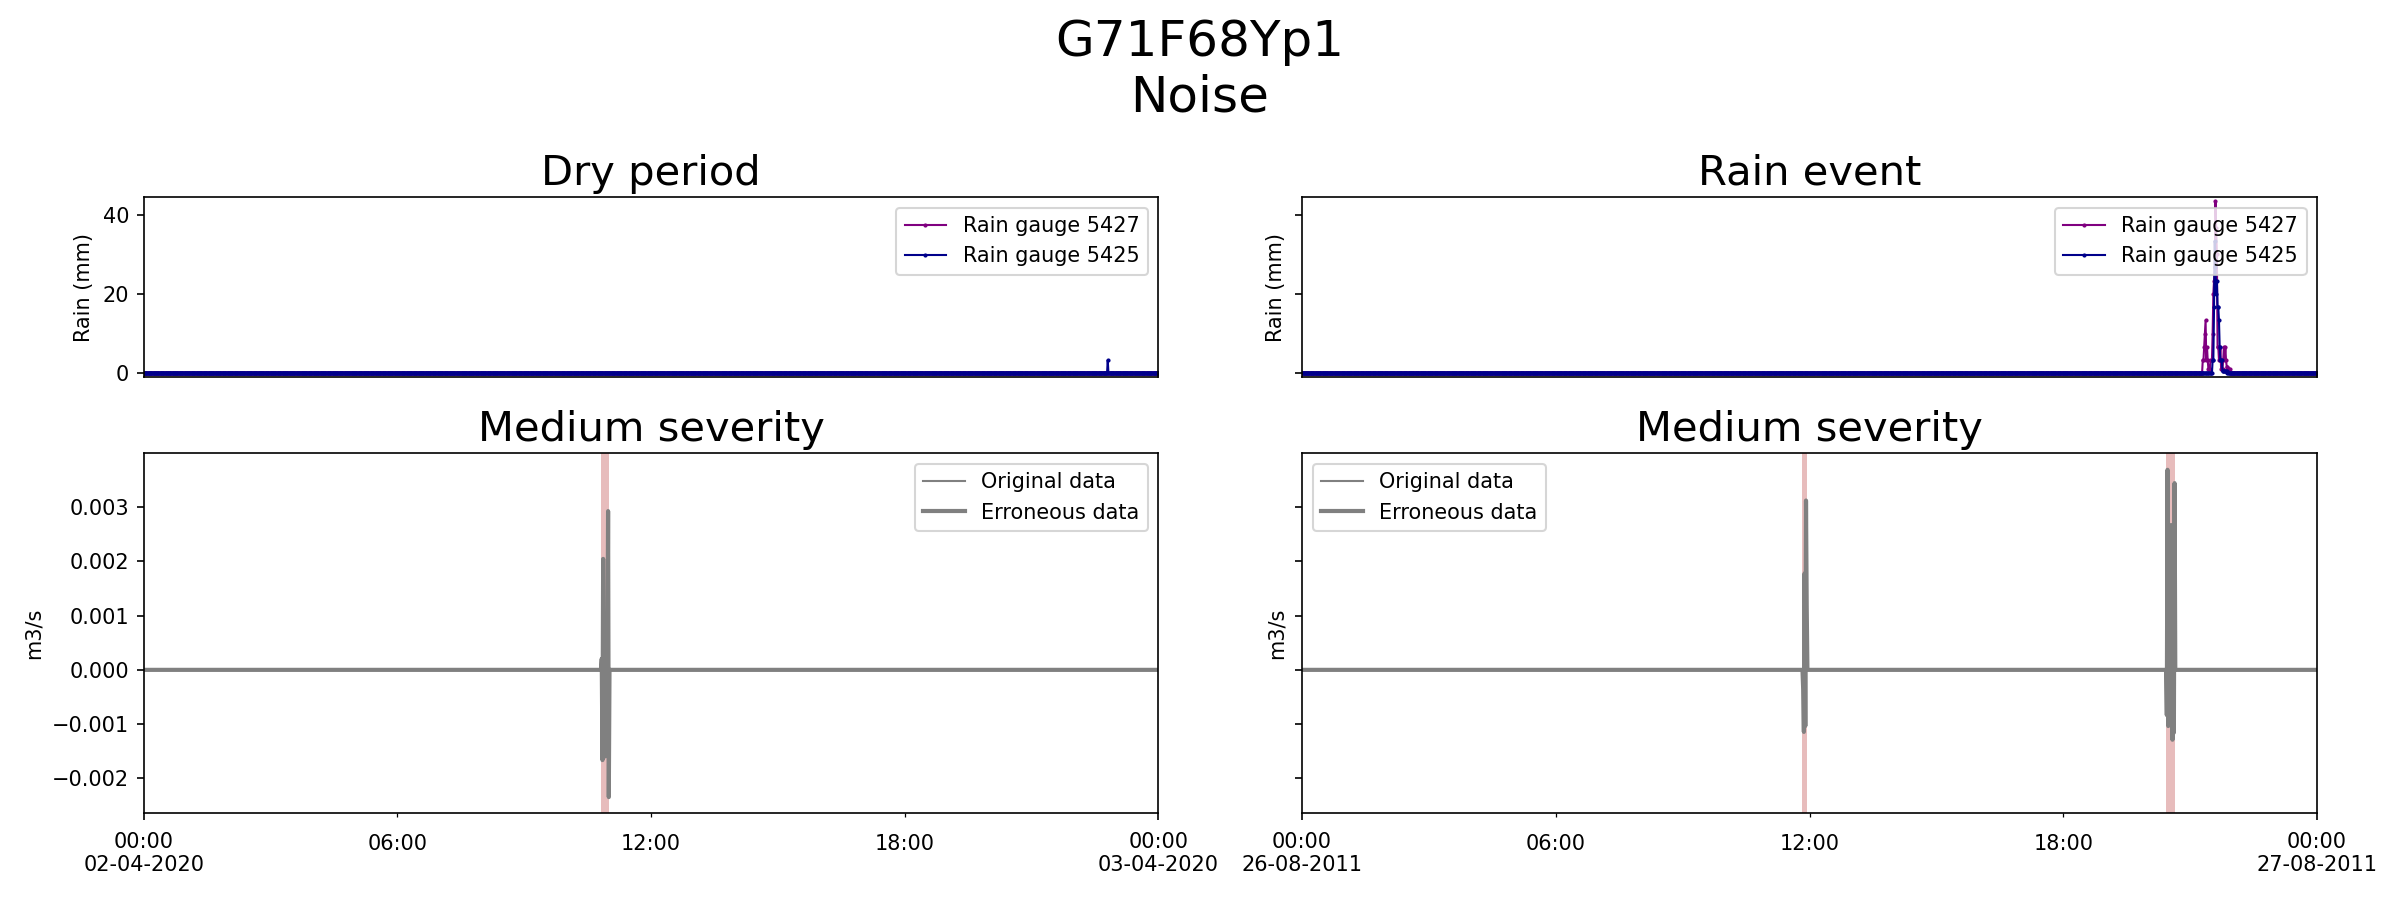 G71F68Yp1
Noise
Dry period
Rain (mm)
40
20
0
Rain gauge 5427
Rain gauge 5425
Rain event
Rain (mm)
Rain gauge 5427
Rain gauge 5425
Medium severity
m3/s
0.003
0.002
0.001
0.000
−0.001
−0.002
Original data
Erroneous data
00:00
02-04-2020
06:00
12:00
18:00
00:00
03-04-2020
Medium severity
m3/s
Original data
Erroneous data
00:00
26-08-2011
06:00
12:00
18:00
00:00
27-08-2011